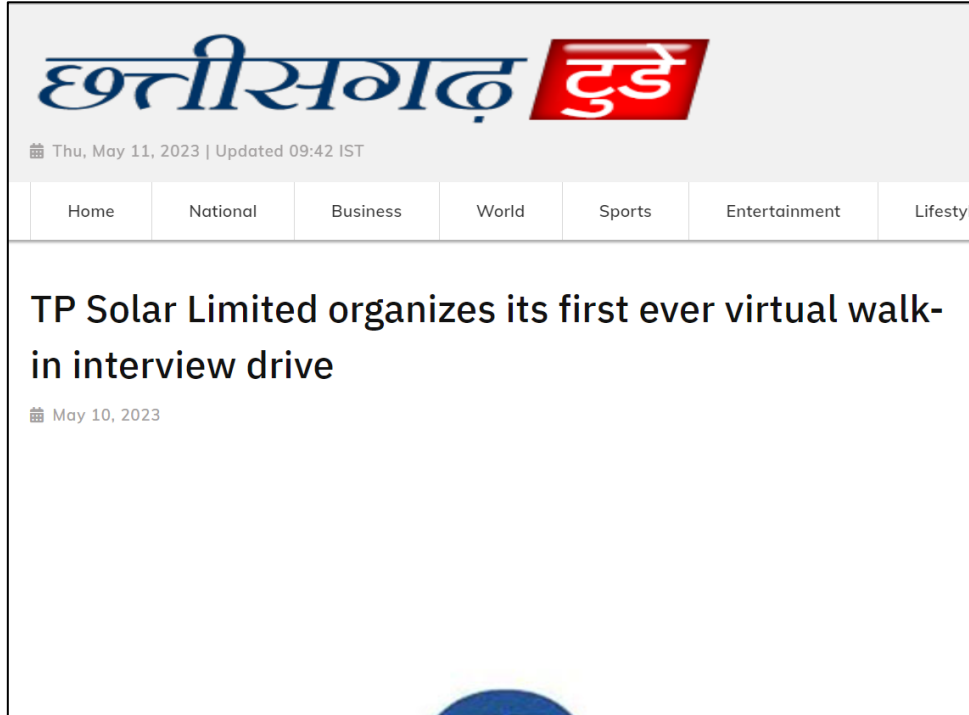 छत्तीसगढ़ टुडे
Thu, May 11, 2023 | Updated 09:42 IST
Home National Business World Sports Entertainment
TP Solar Limited organizes its first ever virtual walk-
in interview drive
May 10, 2023